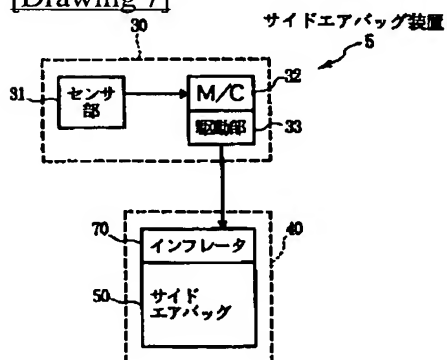 [Drawing 7]
サイドエアバッグ装置
30
5
31
センサ部
M/C
32
駆動部
33
70
インフレータ
40
50
サイド
エアバッグ